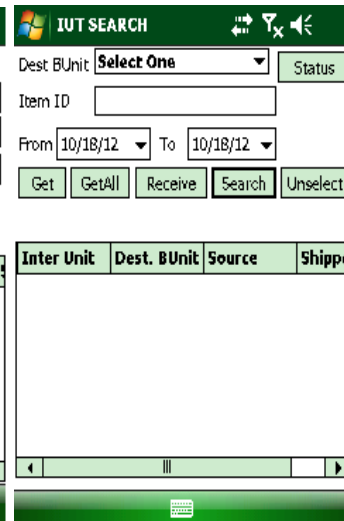 IUT SEARCH
Dest BUnit Select One Status
Item ID
From 10/18/12 To 10/18/12
Get GetAll Receive Search Unselect
Inter Unit Dest. BUnit Source Shippe